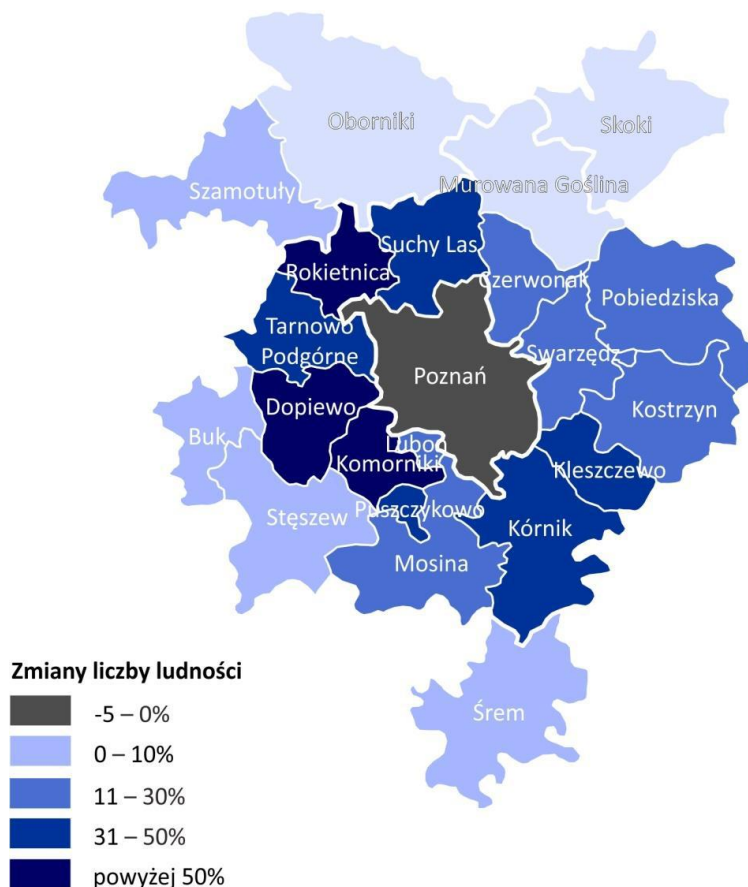 Oborniki
Skoki
Murowana Goślina
Szamotuły
Suchy Las
Rokietnica
Czerwonak
Pobiedziska
Tarnowo
Podgórne
Swarzędz
Poznań
Dopiewo
Kostrzyn
Buk
Luboń
Komorniki
Kleszczewo
Puszczykowo
Stęszew
Kórnik
Mosina
Śrem
Zmiany liczby ludności
-5 – 0%
0 – 10%
11 – 30%
31 – 50%
powyżej 50%